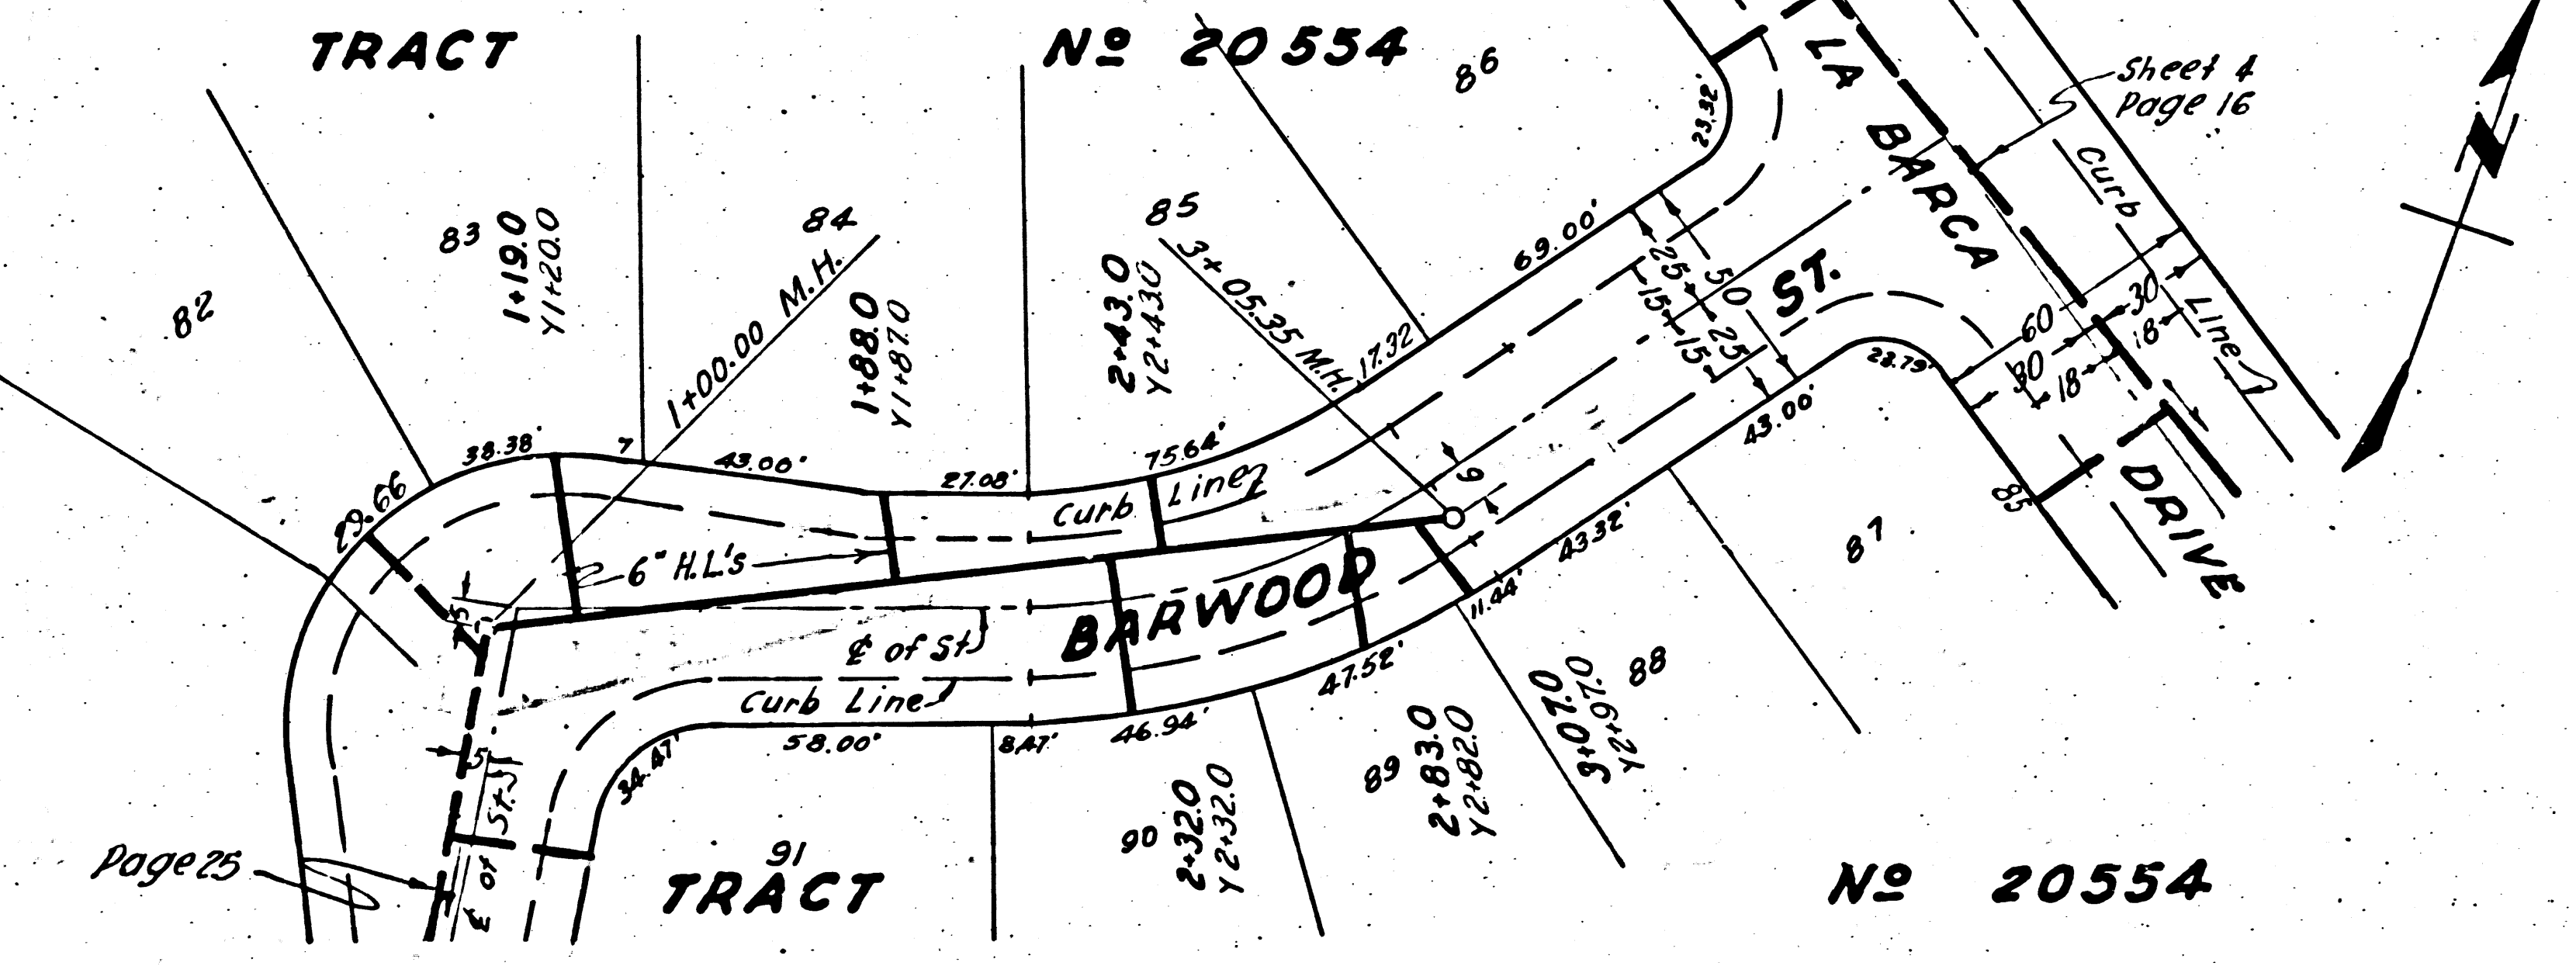 TRACT
Nº 20554
86
LA BARCA
DRIVE
Sheet 4
Page 16
N
23.32'
Curb
Line
83
1+19.0
Y1+20.0
84
1+00.00 M.H.
85
3+05.35 M.H.
69.00'
25
50
25
15
15
ST.
82
1+88.0
Y1+87.0
2+43.0
Y2+43.0
17.32
60
30
30
18
18
23.79'
43.00'
38.38'
7
43.00'
27.08'
75.64'
Curb Line
9
29.66
6" H.L's
BARWOOD
43.32'
11.44'
85
87
5
₵ of St.
Curb Line
58.00'
8.47'
46.94'
47.52'
34.47'
3+07.0
Y2+97.0
88
5
₵ of St.
Page 25
91
TRACT
90
2+32.0
Y2+32.0
89
2+83.0
Y2+82.0
Nº 20554